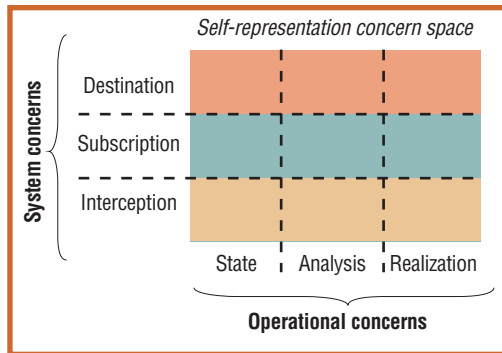 Self-representation concern space
System concerns
Destination
Subscription
Interception
State Analysis Realization
Operational concerns